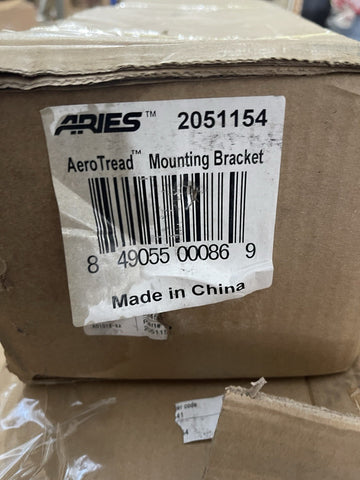 ARIES™ 2051154
AeroTread™ Mounting Bracket
8 49055 00086 9
Made in China